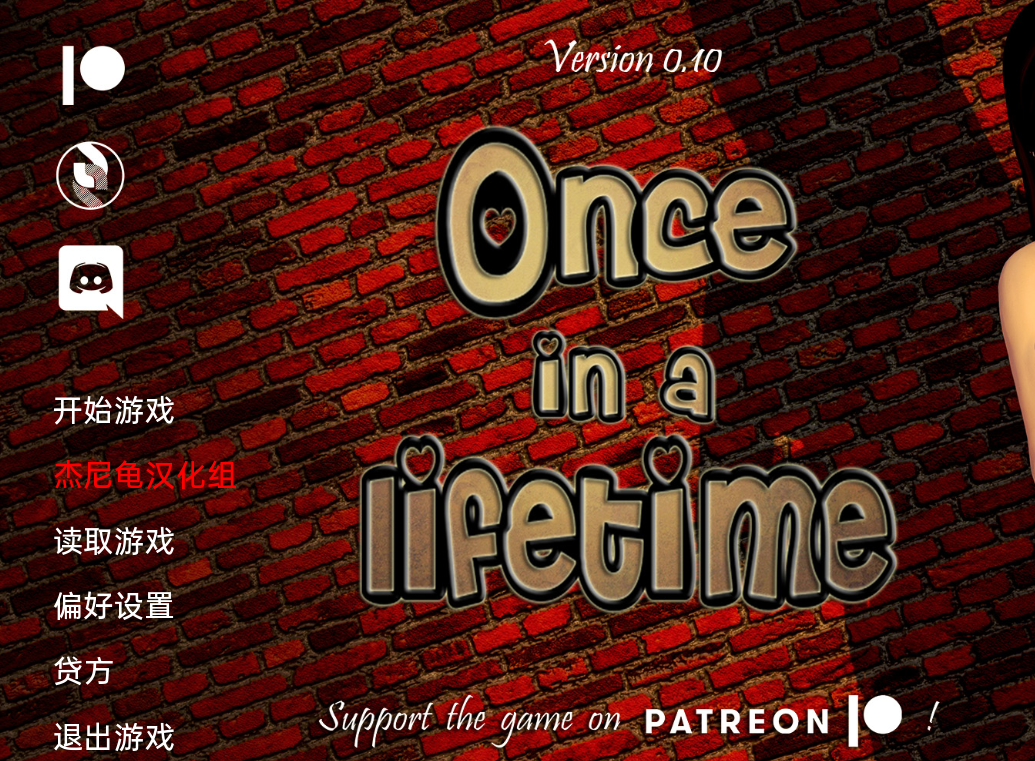 Version 0.10
Once
in a
lifetime
开始游戏
杰尼龟汉化组
读取游戏
偏好设置
贷方
退出游戏
Support the game on PATREON !